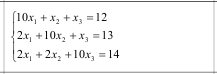 10x₁ + x₂ + x₃ = 12
2x₁ + 10x₂ + x₃ = 13
2x₁ + 2x₂ + 10x₃ = 14